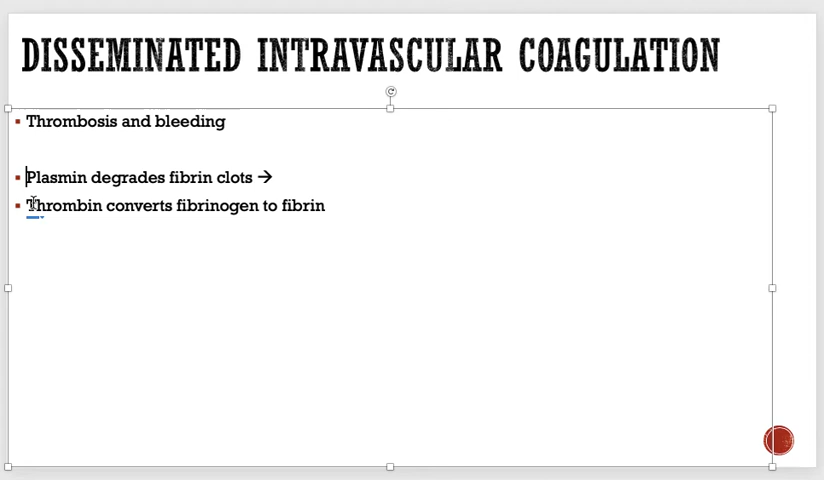 DISSEMINATED INTRAVASCULAR COAGULATION
▪ Thrombosis and bleeding
▪ Plasmin degrades fibrin clots →
▪ Thrombin converts fibrinogen to fibrin